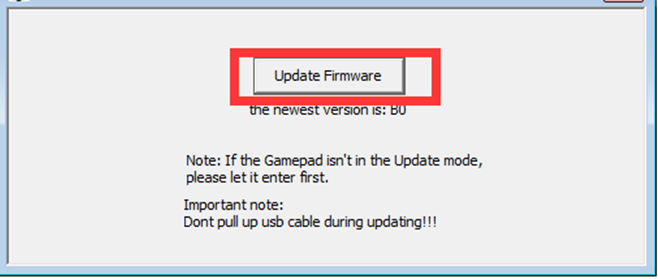 Update Firmware
the newest version is: B0
Note: If the Gamepad isn't in the Update mode,
please let it enter first.
Important note:
Dont pull up usb cable during updating!!!